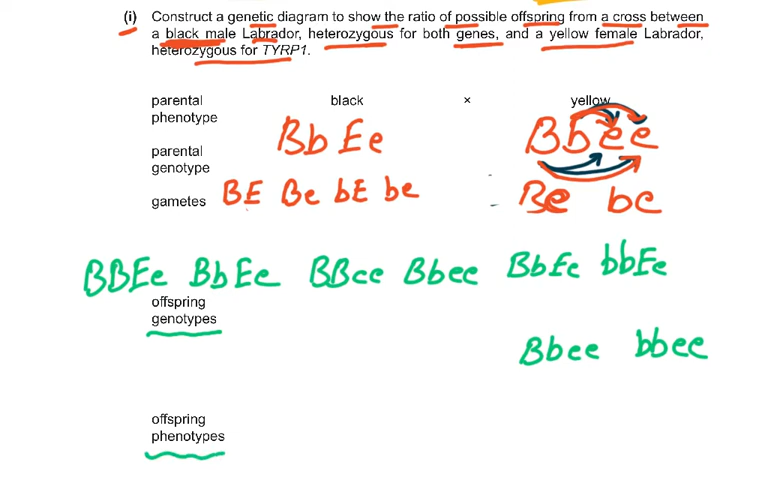 (i) Construct a genetic diagram to show the ratio of possible offspring from a cross between
a black male Labrador, heterozygous for both genes, and a yellow female Labrador,
heterozygous for TYRP1.
parental phenotype black × yellow
parental genotype Bb Ee Bbee
gametes BE Be bE be Be be
BBEe BbEe BBee Bbee BbEe bbEe
offspring genotypes
Bbee bbee
offspring phenotypes